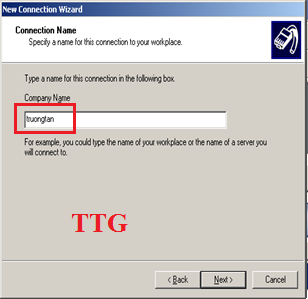 New Connection Wizard
Connection Name
Specify a name for this connection to your workplace.
Type a name for this connection in the following box.
Company Name
truongtan
For example, you could type the name of your workplace or the name of a server you
will connect to.
TTG
< Back Next > Cancel